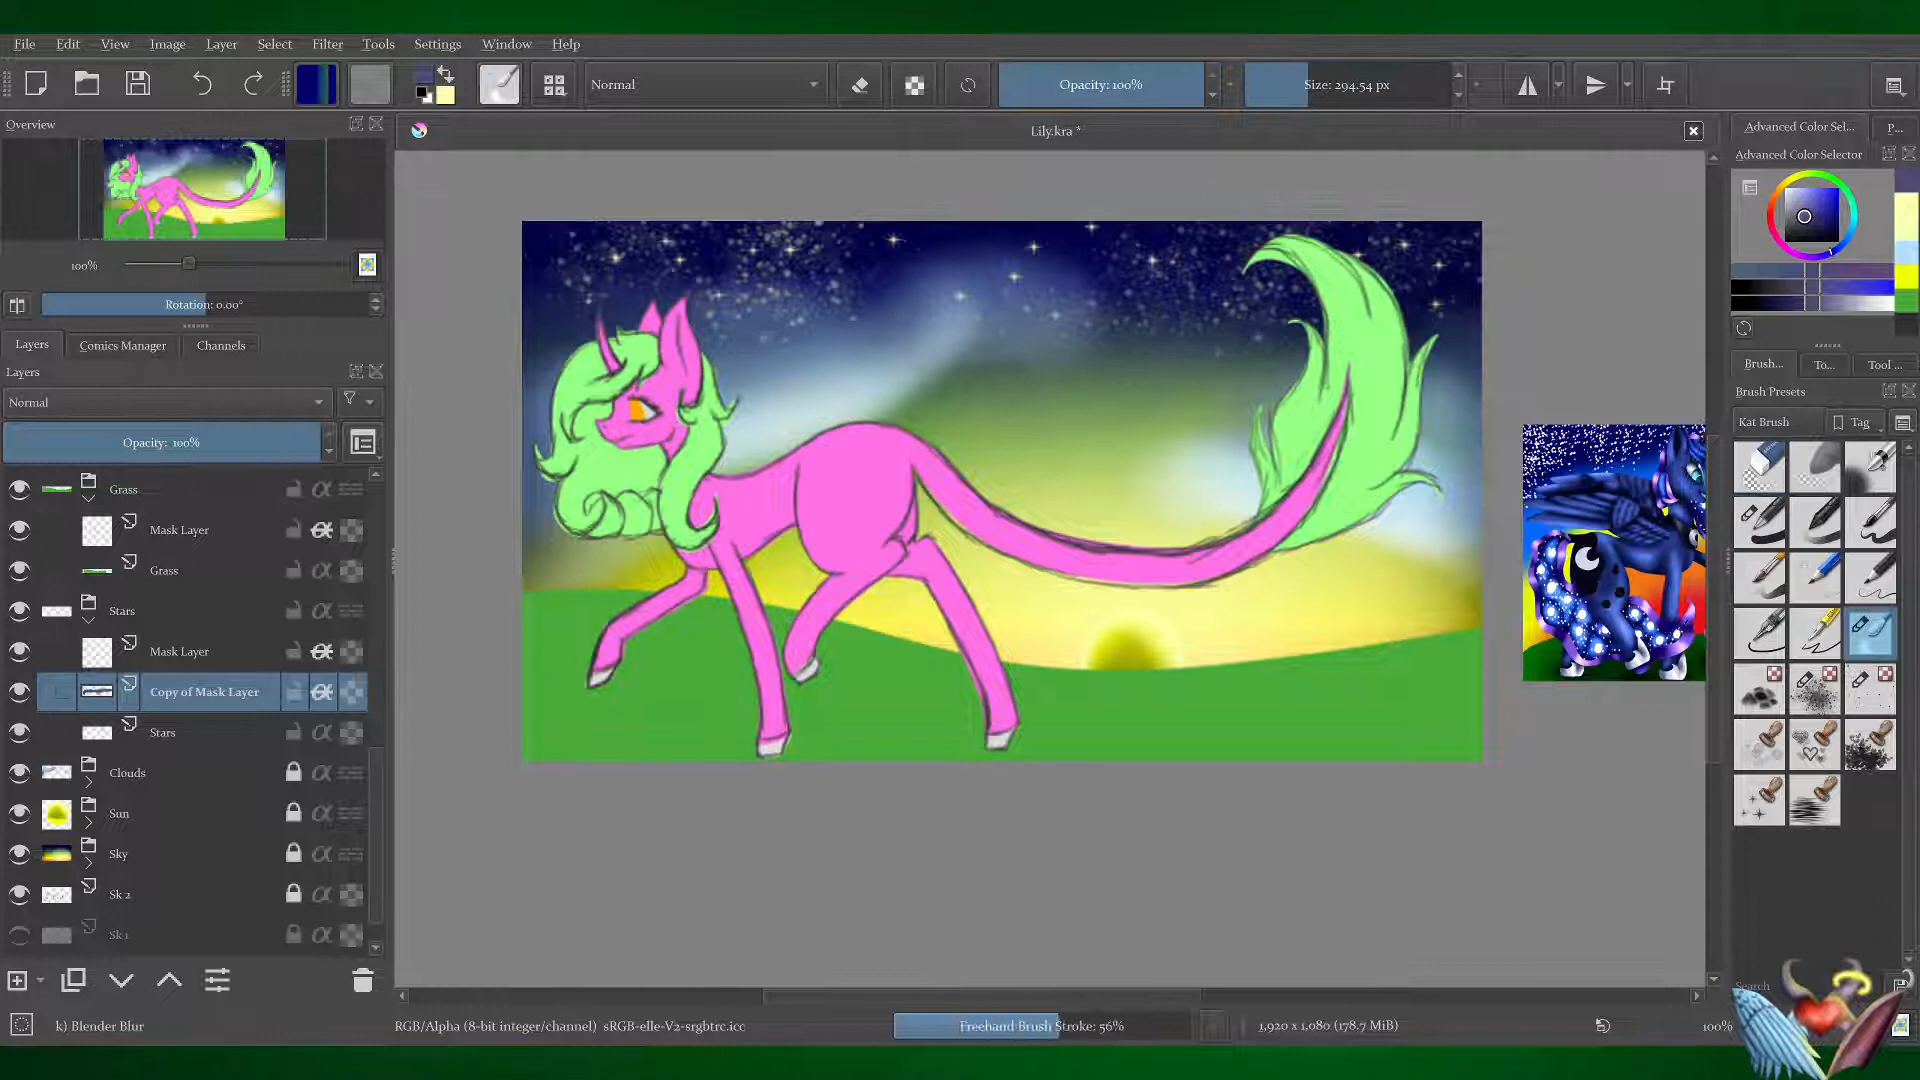 File Edit View Image Layer Select Filter Tools Settings Window Help
Normal Opacity: 100% Size: 294.54 px
Overview
Lily.kra *
Advanced Color Sel... P...
Advanced Color Selector
100%
Rotation: 0.00°
Layers Comics Manager Channels
Layers
Normal
Opacity: 100%
Brush... To... Tool ...
Brush Presets
Kat Brush Tag
Grass
Mask Layer
Grass
Stars
Mask Layer
Copy of Mask Layer
Stars
Clouds
Sun
Sky
Sk 2
Sk 1
Search
k) Blender Blur
RGB/Alpha (8-bit integer/channel) sRGB-elle-V2-srgbtrc.icc
Freehand Brush Stroke: 56%
1,920 x 1,080 (178.7 MiB)
100%